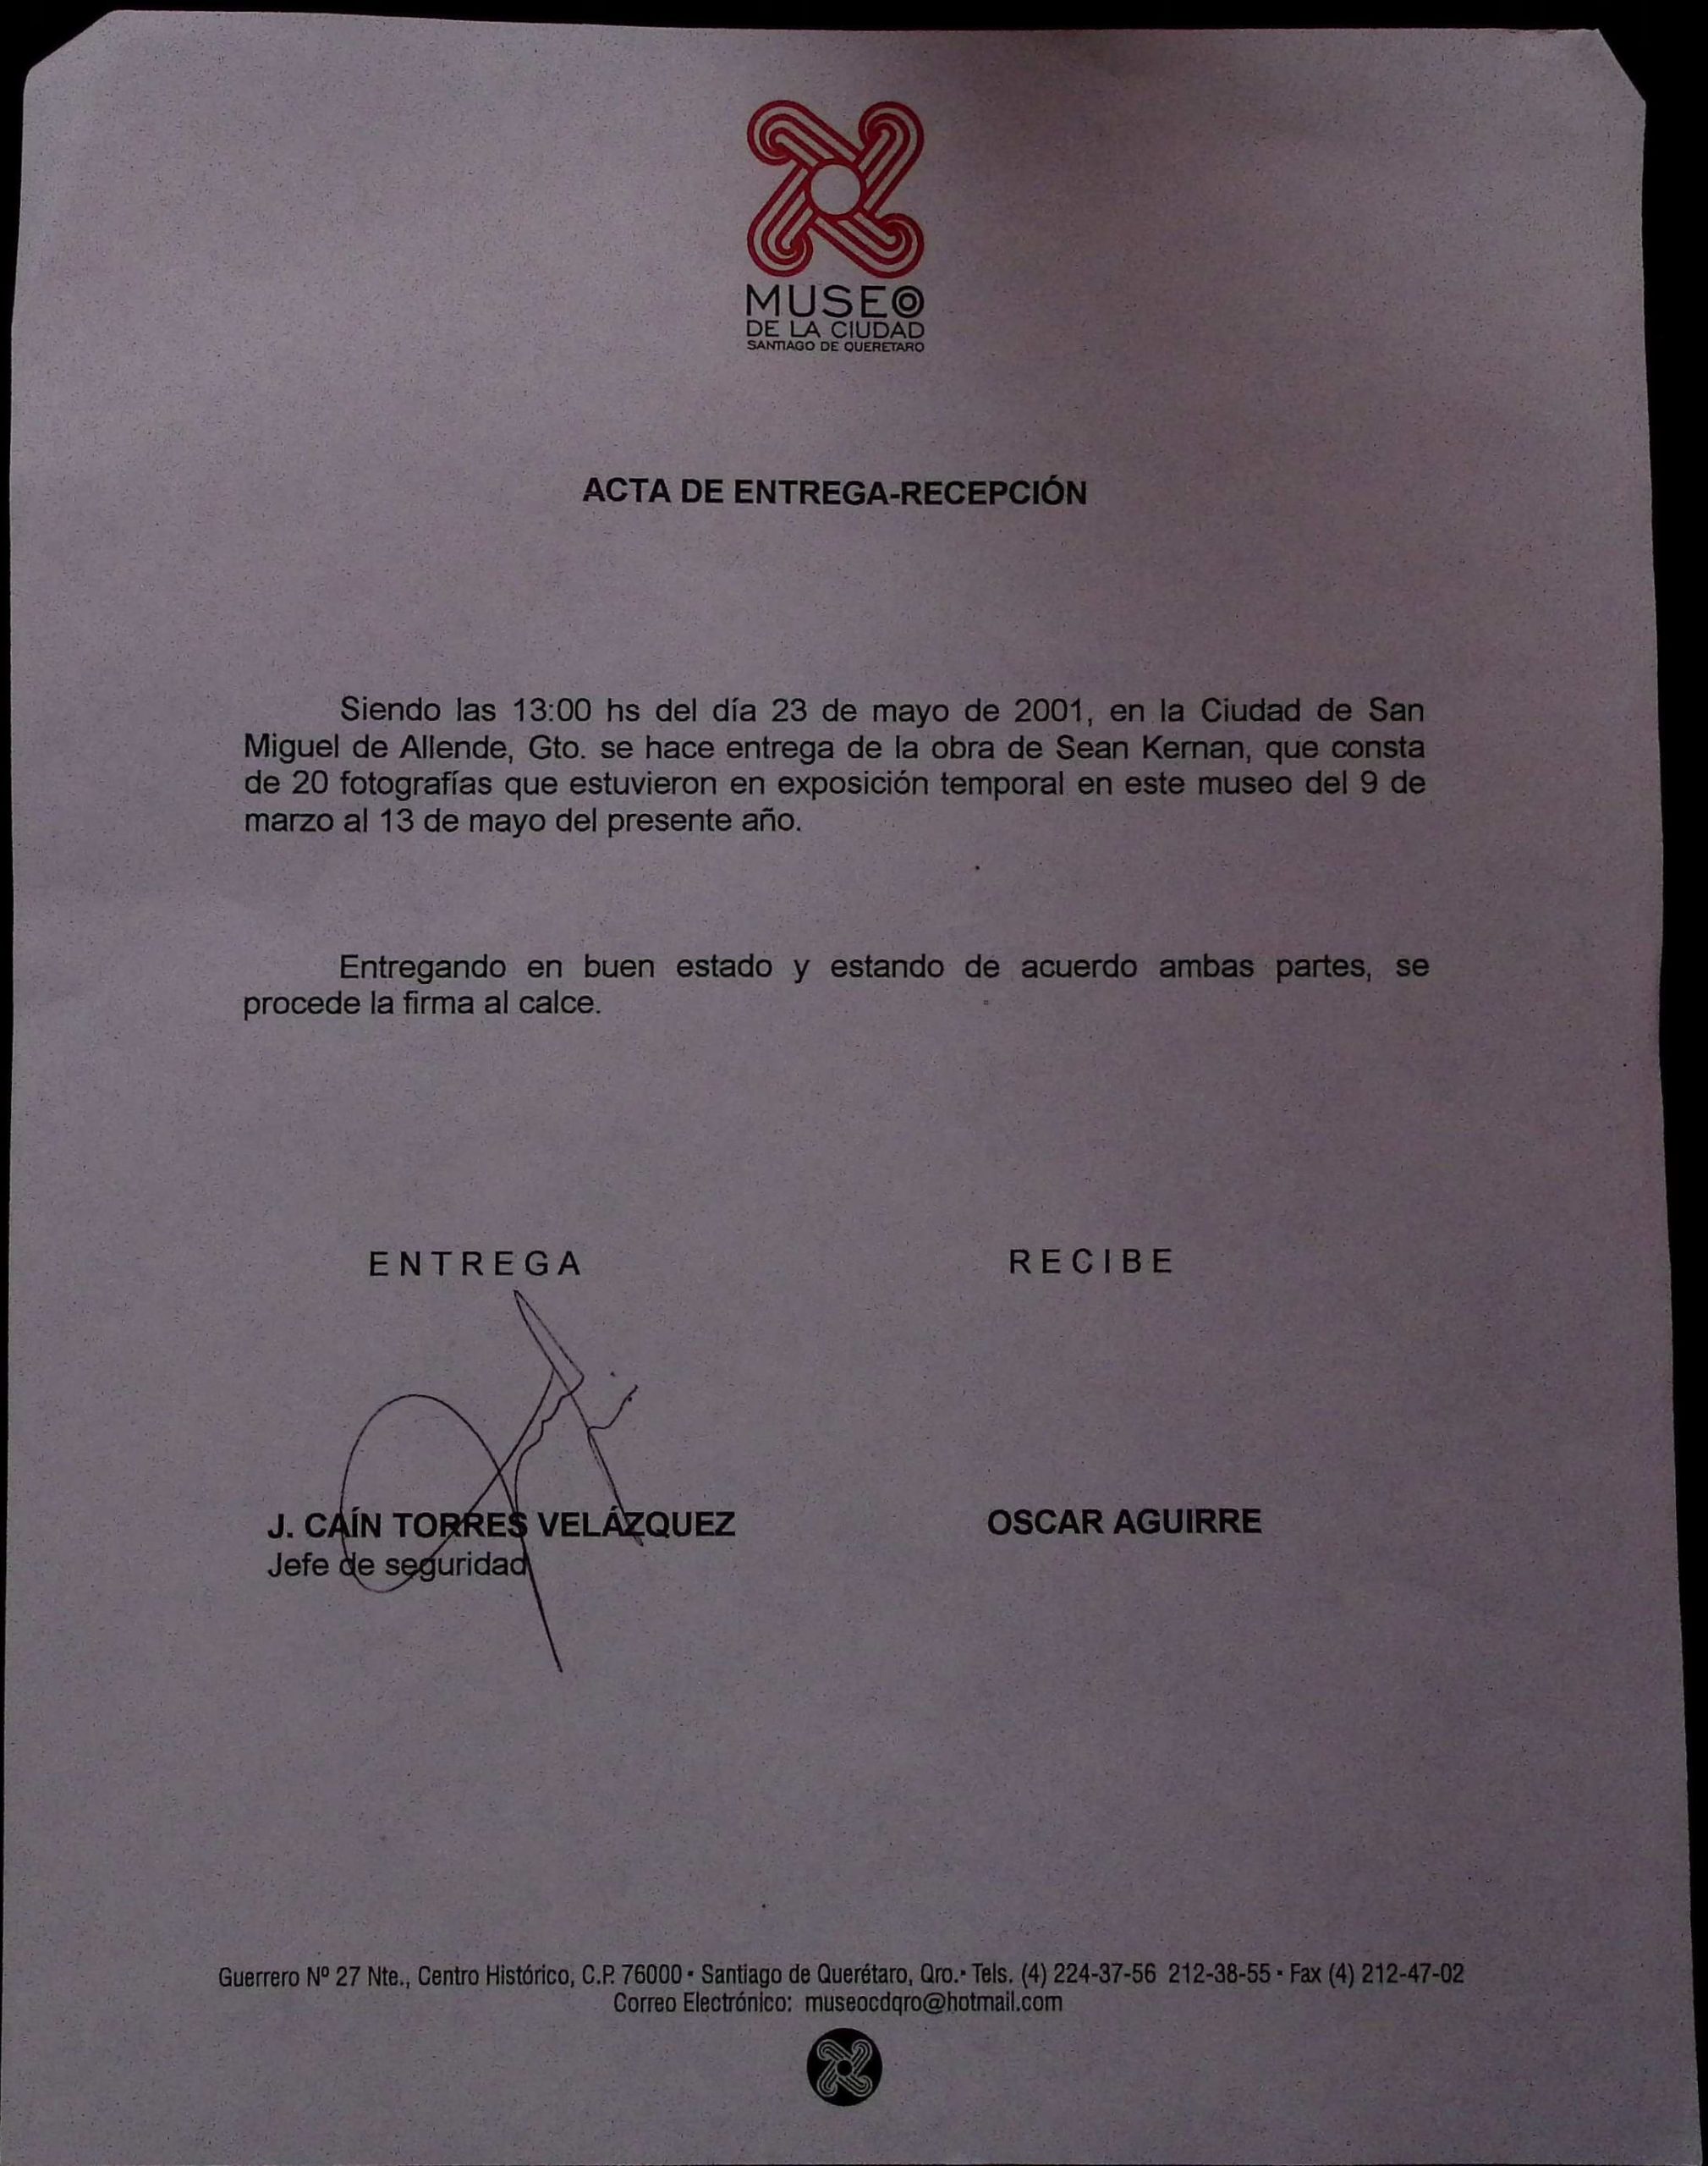 MUSEO
DE LA CIUDAD
SANTIAGO DE QUERETARO
ACTA DE ENTREGA-RECEPCIÓN
Siendo las 13:00 hs del día 23 de mayo de 2001, en la Ciudad de San
Miguel de Allende, Gto. se hace entrega de la obra de Sean Kernan, que consta
de 20 fotografías que estuvieron en exposición temporal en este museo del 9 de
marzo al 13 de mayo del presente año.
Entregando en buen estado y estando de acuerdo ambas partes, se
procede la firma al calce.
ENTREGA
RECIBE
J. CAÍN TORRES VELÁZQUEZ
Jefe de seguridad
OSCAR AGUIRRE
Guerrero Nº 27 Nte., Centro Histórico, C.P. 76000 • Santiago de Querétaro, Qro. • Tels. (4) 224-37-56 212-38-55 • Fax (4) 212-47-02
Correo Electrónico: museocdqro@hotmail.com